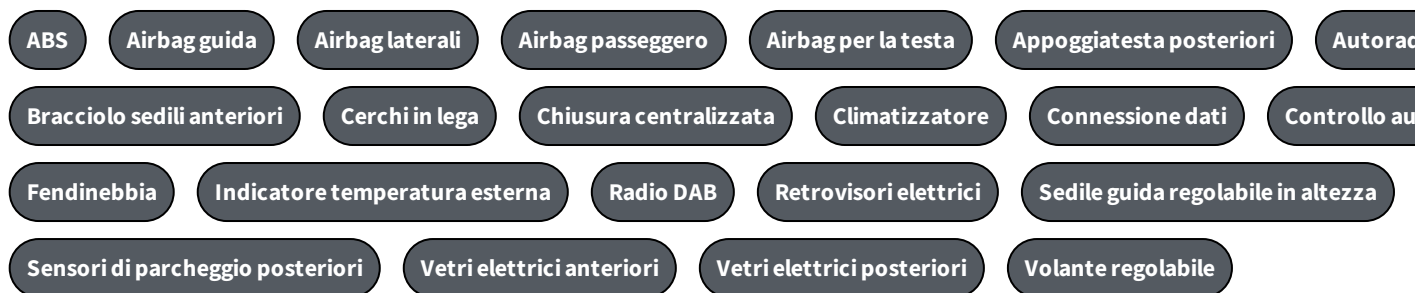 ABS Airbag guida Airbag laterali Airbag passeggero Airbag per la testa Appoggiatesta posteriori
Bracciolo sedili anteriori Cerchi in lega Chiusura centralizzata Climatizzatore Connessione dati Controllo
Fendinebbia Indicatore temperatura esterna Radio DAB Retrovisori elettrici Sedile guida regolabile in altezza
Sensori di parcheggio posteriori Vetri elettrici anteriori Vetri elettrici posteriori Volante regolabile